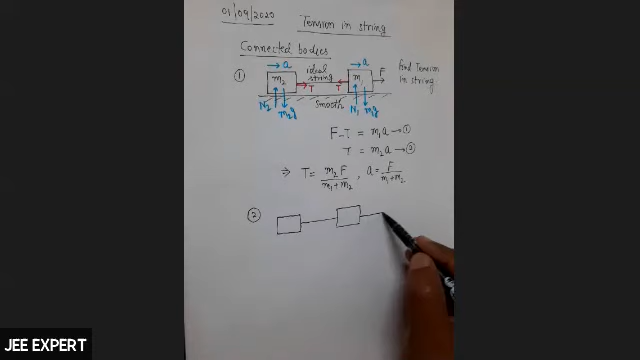 01/09/2020
Tension in string
Connected bodies
① → a ideal string → a F find Tension in string
m₂ T T m₁
N₂ m₂g smooth N₁ m₁g
F - T = m₁a → ①
T = m₂a → ②
⇒ T = m₂F / m₁+m₂ , a = F / m₁+m₂
②
JEE EXPERT